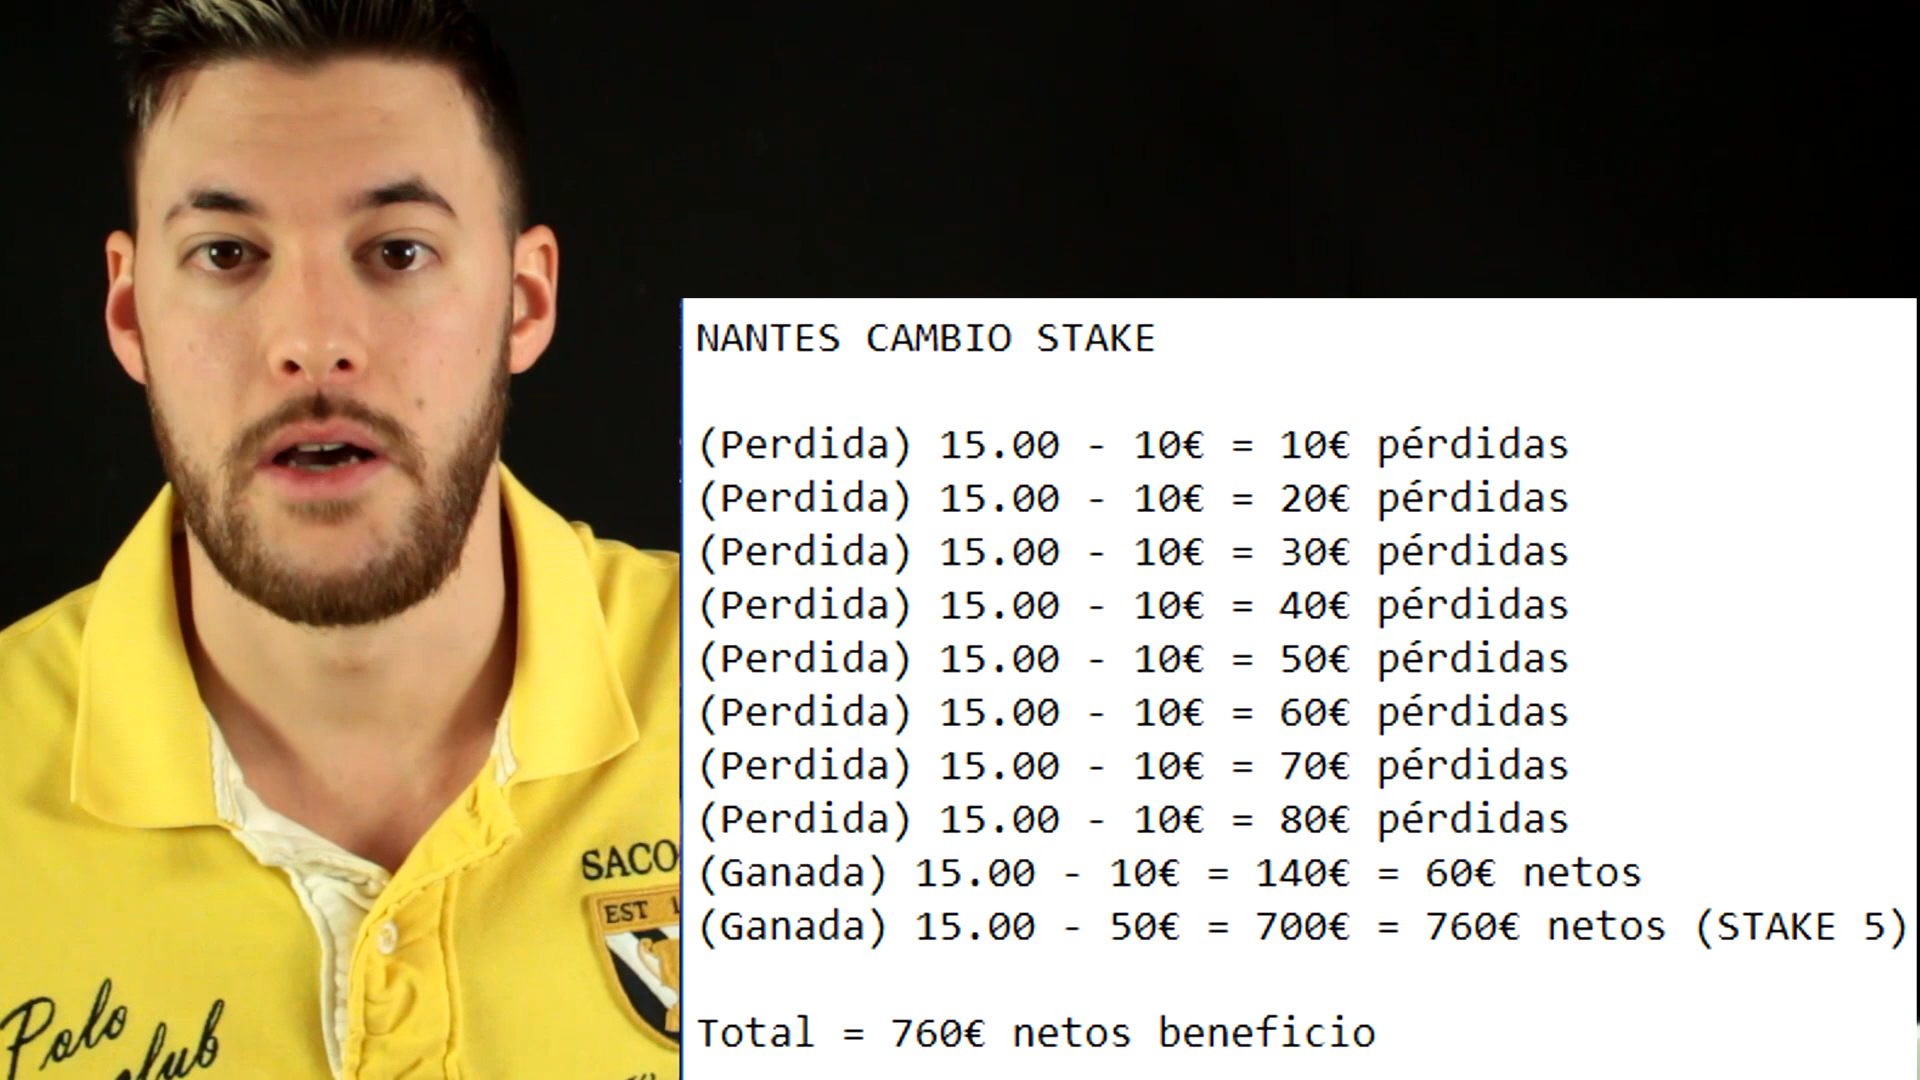 NANTES CAMBIO STAKE
(Perdida) 15.00 - 10€ = 10€ pérdidas
(Perdida) 15.00 - 10€ = 20€ pérdidas
(Perdida) 15.00 - 10€ = 30€ pérdidas
(Perdida) 15.00 - 10€ = 40€ pérdidas
(Perdida) 15.00 - 10€ = 50€ pérdidas
(Perdida) 15.00 - 10€ = 60€ pérdidas
(Perdida) 15.00 - 10€ = 70€ pérdidas
(Perdida) 15.00 - 10€ = 80€ pérdidas
(Ganada) 15.00 - 10€ = 140€ = 60€ netos
(Ganada) 15.00 - 50€ = 700€ = 760€ netos (STAKE 5)
Total = 760€ netos beneficio
SACO
EST 1
Polo
club